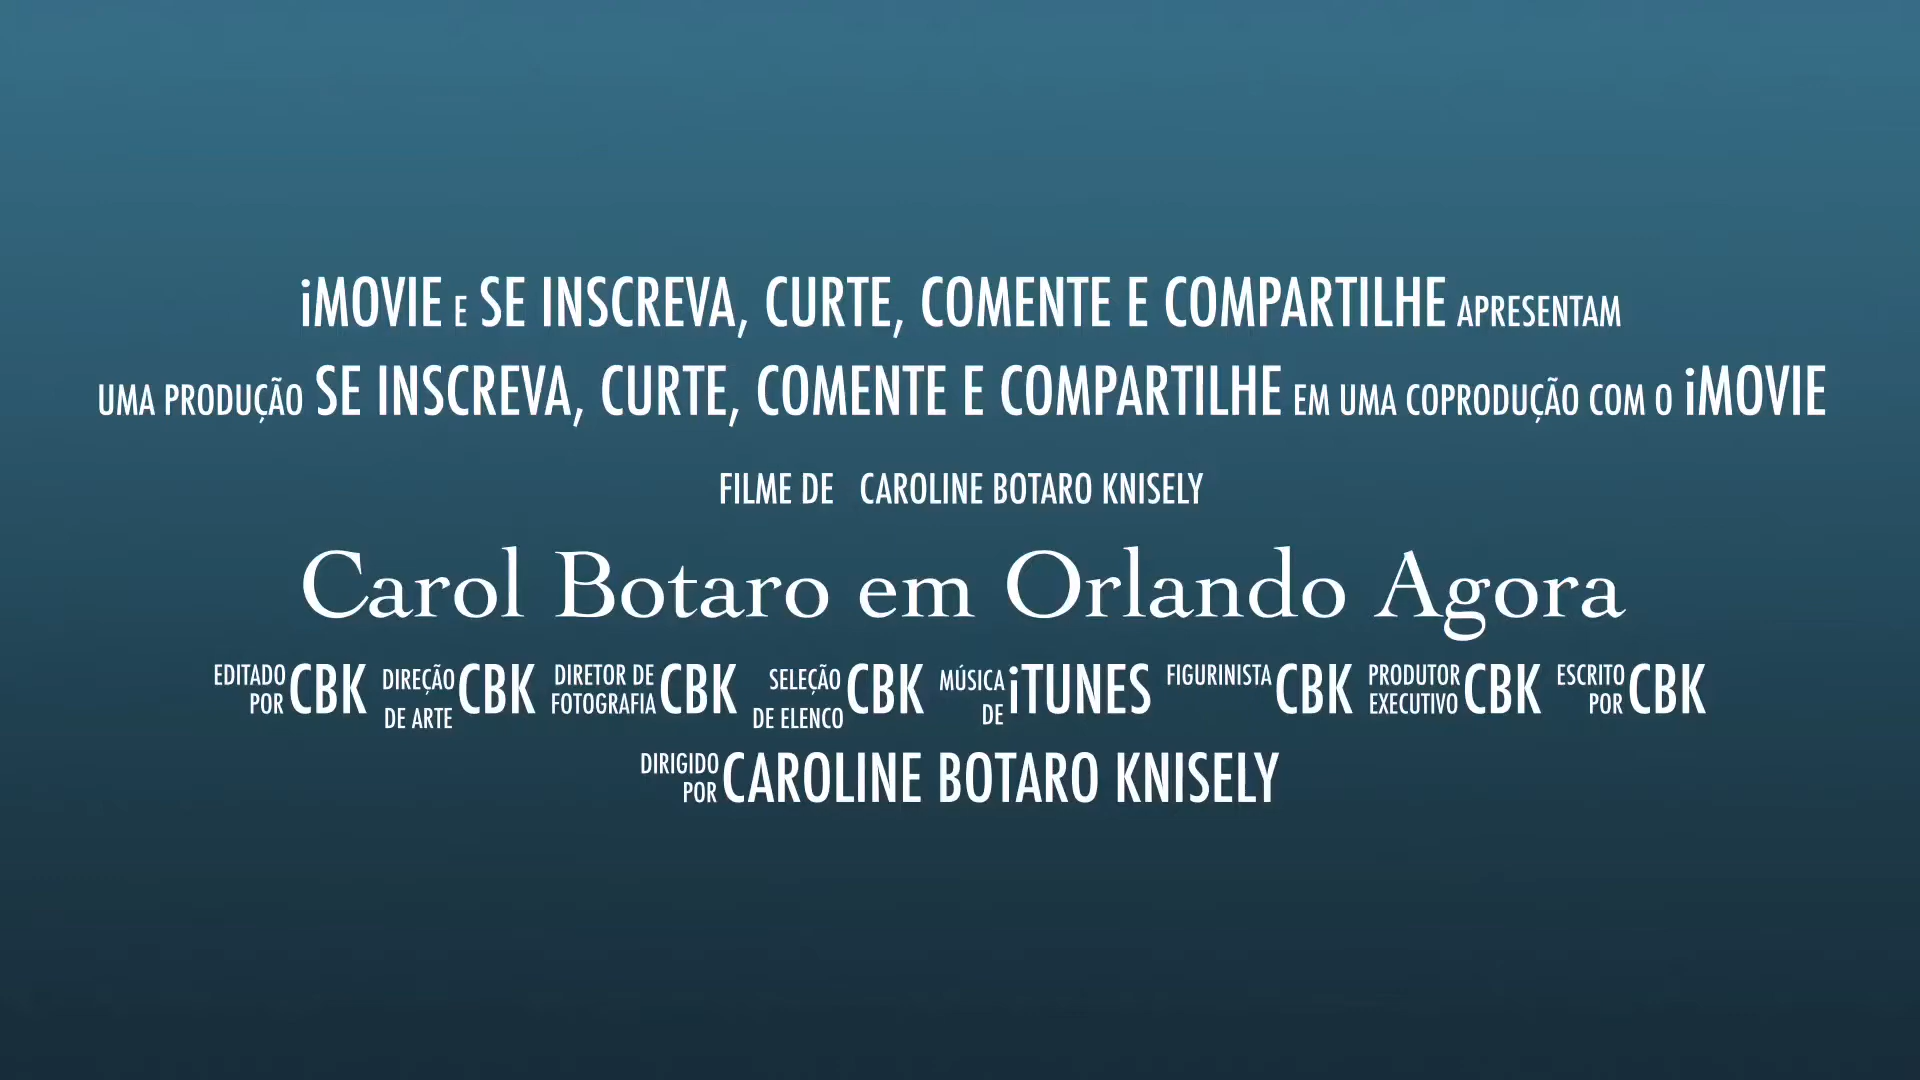 iMOVIE E SE INSCREVA, CURTE, COMENTE E COMPARTILHE APRESENTAM
UMA PRODUÇÃO SE INSCREVA, CURTE, COMENTE E COMPARTILHE EM UMA COPRODUÇÃO COM O iMOVIE
FILME DE CAROLINE BOTARO KNISELY
Carol Botaro em Orlando Agora
EDITADO POR CBK DIREÇÃO DE ARTE CBK DIRETOR DE FOTOGRAFIA CBK SELEÇÃO DE ELENCO CBK MÚSICA DE iTUNES FIGURINISTA CBK PRODUTOR EXECUTIVO CBK ESCRITO POR CBK
DIRIGIDO POR CAROLINE BOTARO KNISELY